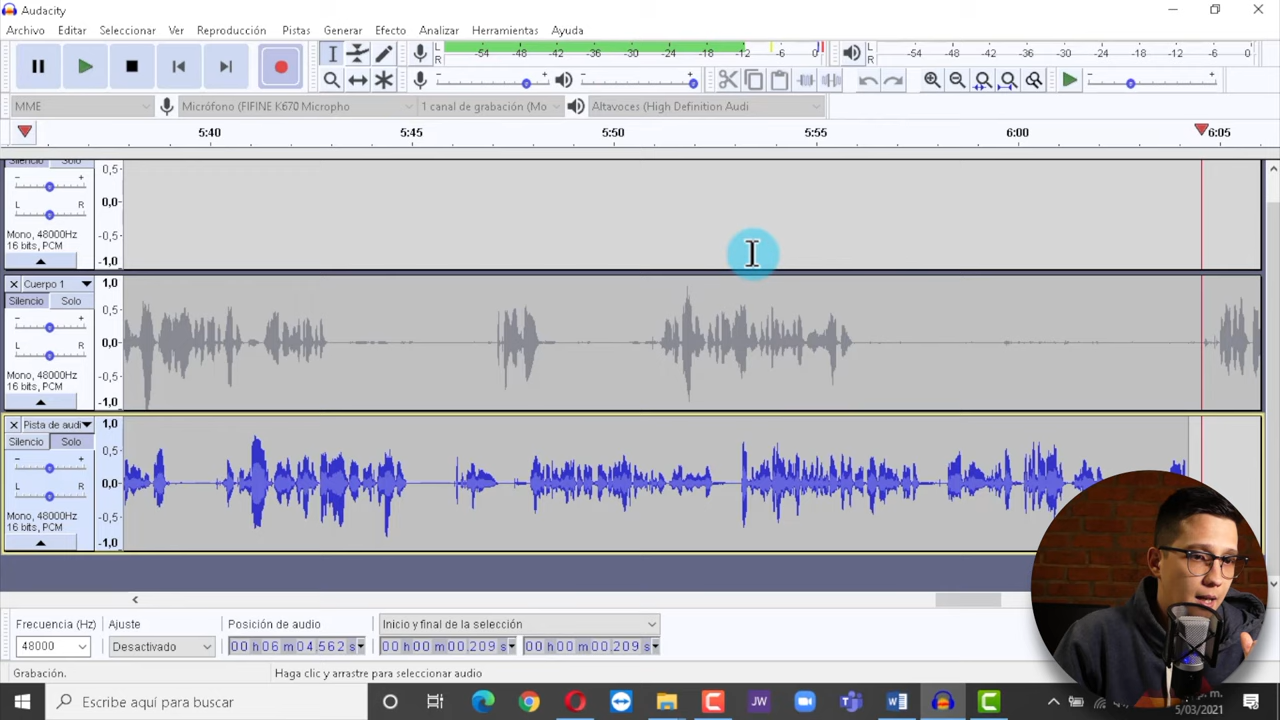 Audacity
Archivo Editar Seleccionar Ver Reproducción Pistas Generar Efecto Analizar Herramientas Ayuda
L R -54 -48 -42 -36 -30 -24 -18 -12 -6 0 L R -54 -48 -42 -36 -30 -24 -18 -12 -6 0
MME Micrófono (FIFINE K670 Micropho 1 canal de grabación (Mo Altavoces (High Definition Audi
5:40 5:45 5:50 5:55 6:00 6:05
Silencio Solo 0,5
- +
0,0
L R
Mono, 48000Hz -0,5
16 bits, PCM
-1,0
Cuerpo 1 1,0
Silencio Solo
0,5
- +
0,0
L R
Mono, 48000Hz -0,5
16 bits, PCM
-1,0
Pista de audi 1,0
Silencio Solo
0,5
- +
0,0
L R
Mono, 48000Hz -0,5
16 bits, PCM
-1,0
Frecuencia (Hz) Ajuste Posición de audio Inicio y final de la selección
48000 Desactivado 00 h 06 m 04,562 s 00 h 00 m 00,209 s 00 h 00 m 00,209 s
Grabación. Haga clic y arrastre para seleccionar audio
Escribe aquí para buscar JW p. m.
5/03/2021